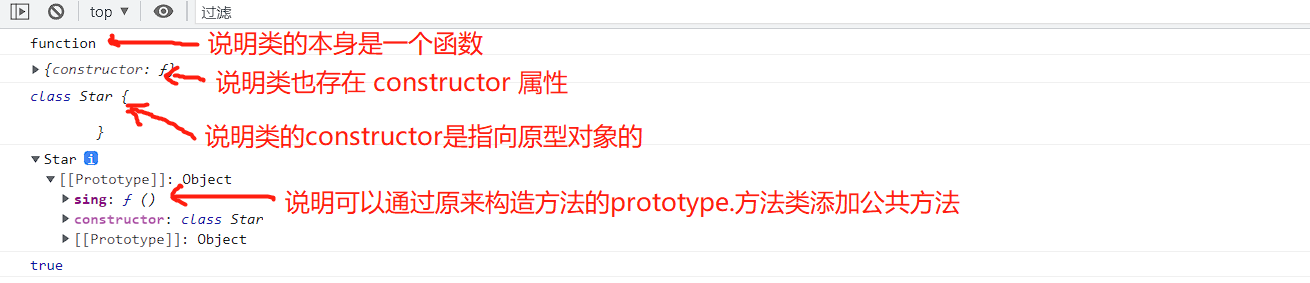 top ▼ 过滤
function 说明类的本身是一个函数
▶ {constructor: ƒ} 说明类也存在 constructor 属性
class Star {
} 说明类的constructor是指向原型对象的
▼ Star i
▼ [[Prototype]]: Object
▶ sing: ƒ () 说明可以通过原来构造方法的prototype.方法类添加公共方法
▶ constructor: class Star
▶ [[Prototype]]: Object
true